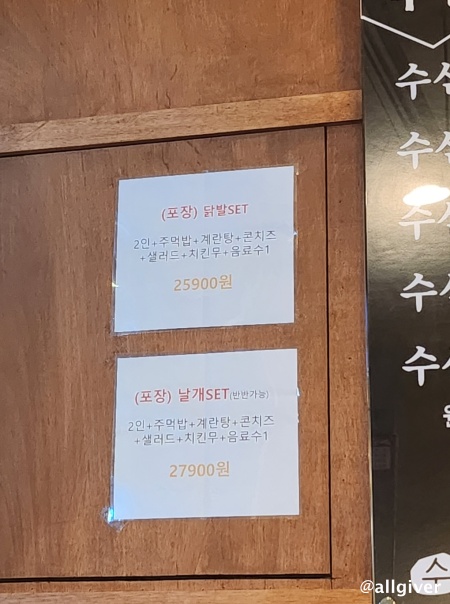 (포장) 닭발SET
2인+주먹밥+계란탕+콘치즈
+샐러드+치킨무+음료수1
25900원
(포장) 날개SET(반반가능)
2인+주먹밥+계란탕+콘치즈
+샐러드+치킨무+음료수1
27900원
@allgiver